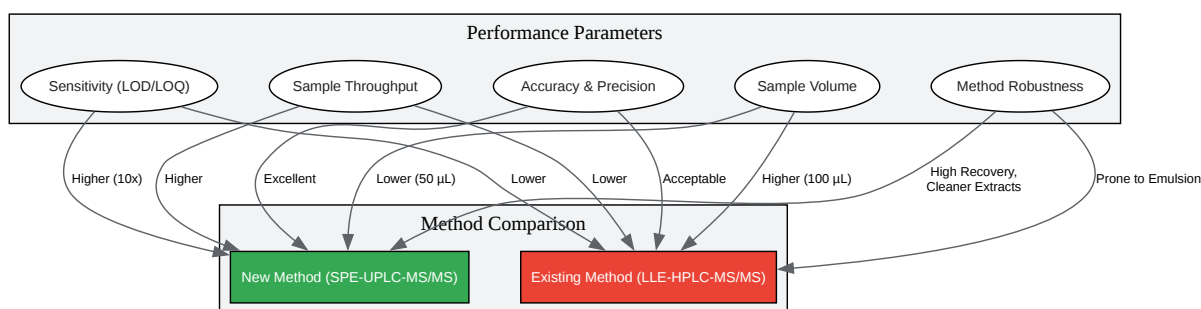 Performance Parameters
Sensitivity (LOD/LOQ)
Sample Throughput
Accuracy & Precision
Sample Volume
Method Robustness
Higher (10x)
Higher
Excellent
Lower (50 µL)
Lower
Lower
Acceptable
Higher (100 µL)
High Recovery,
Cleaner Extracts
Prone to Emulsion
Method Comparison
New Method (SPE-UPLC-MS/MS)
Existing Method (LLE-HPLC-MS/MS)